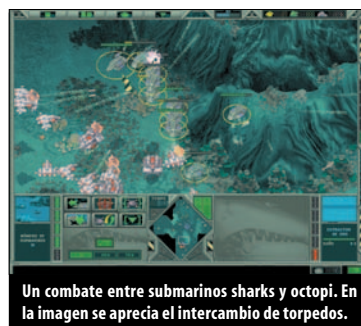 Un combate entre submarinos sharks y octopi. En
la imagen se aprecia el intercambio de torpedos.